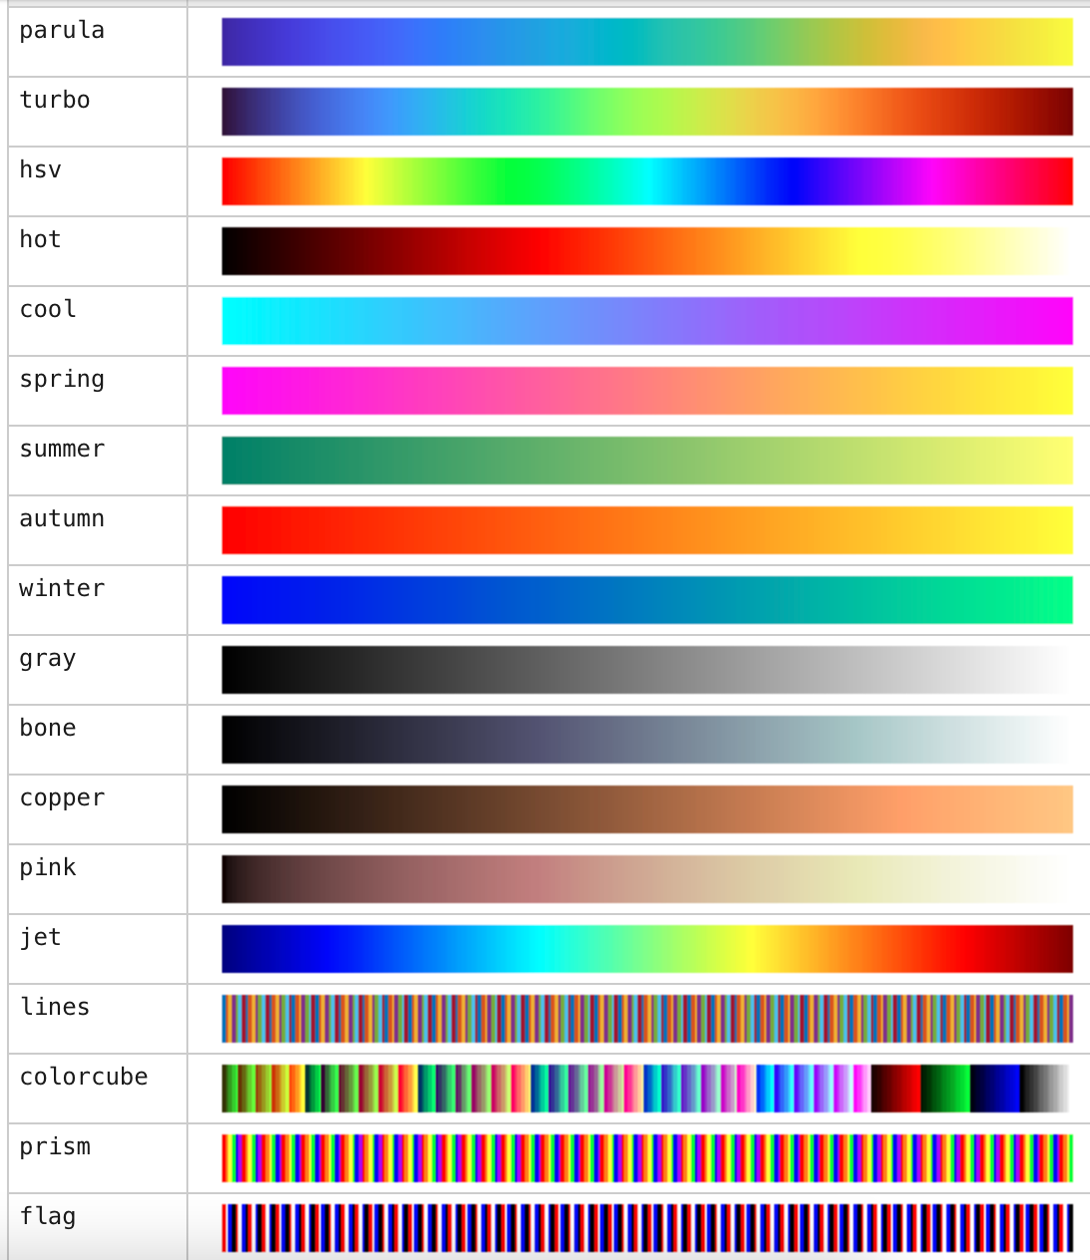 parula
turbo
hsv
hot
cool
spring
summer
autumn
winter
gray
bone
copper
pink
jet
lines
colorcube
prism
flag